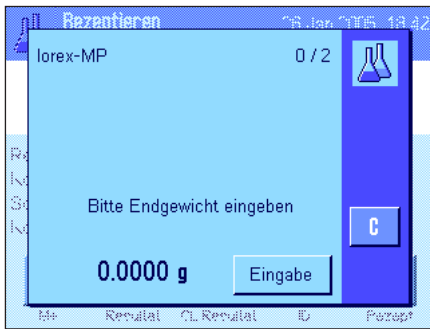 Rezeptieren 26.Jan 2005 18:42
lorex-MP 0/2
Bitte Endgewicht eingeben
C
0.0000 g Eingabe
M+ Resultat CL Resultat ID Rezept